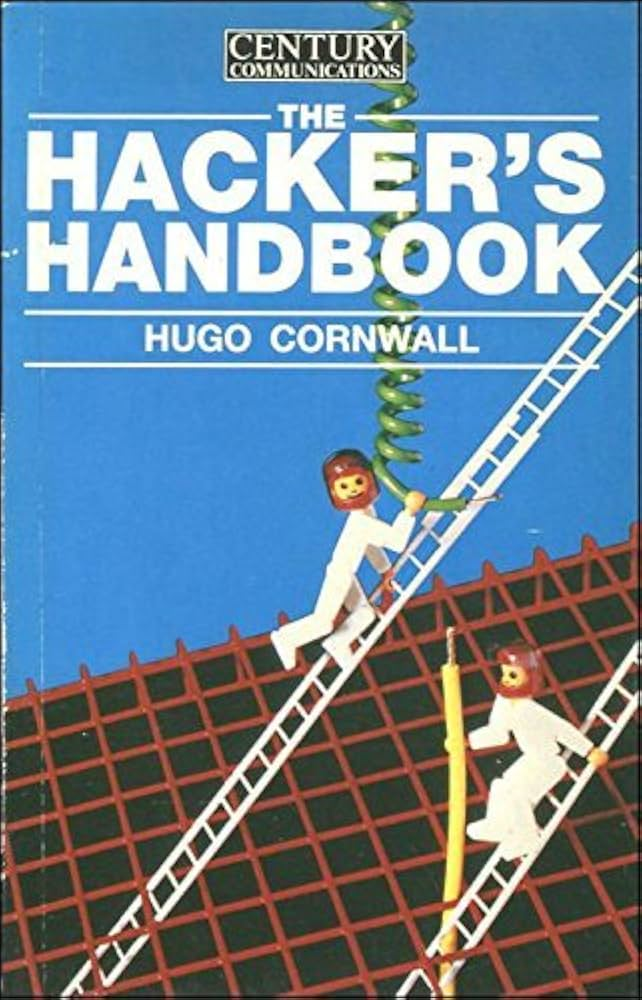 CENTURY
COMMUNICATIONS
THE
HACKER'S
HANDBOOK
HUGO CORNWALL